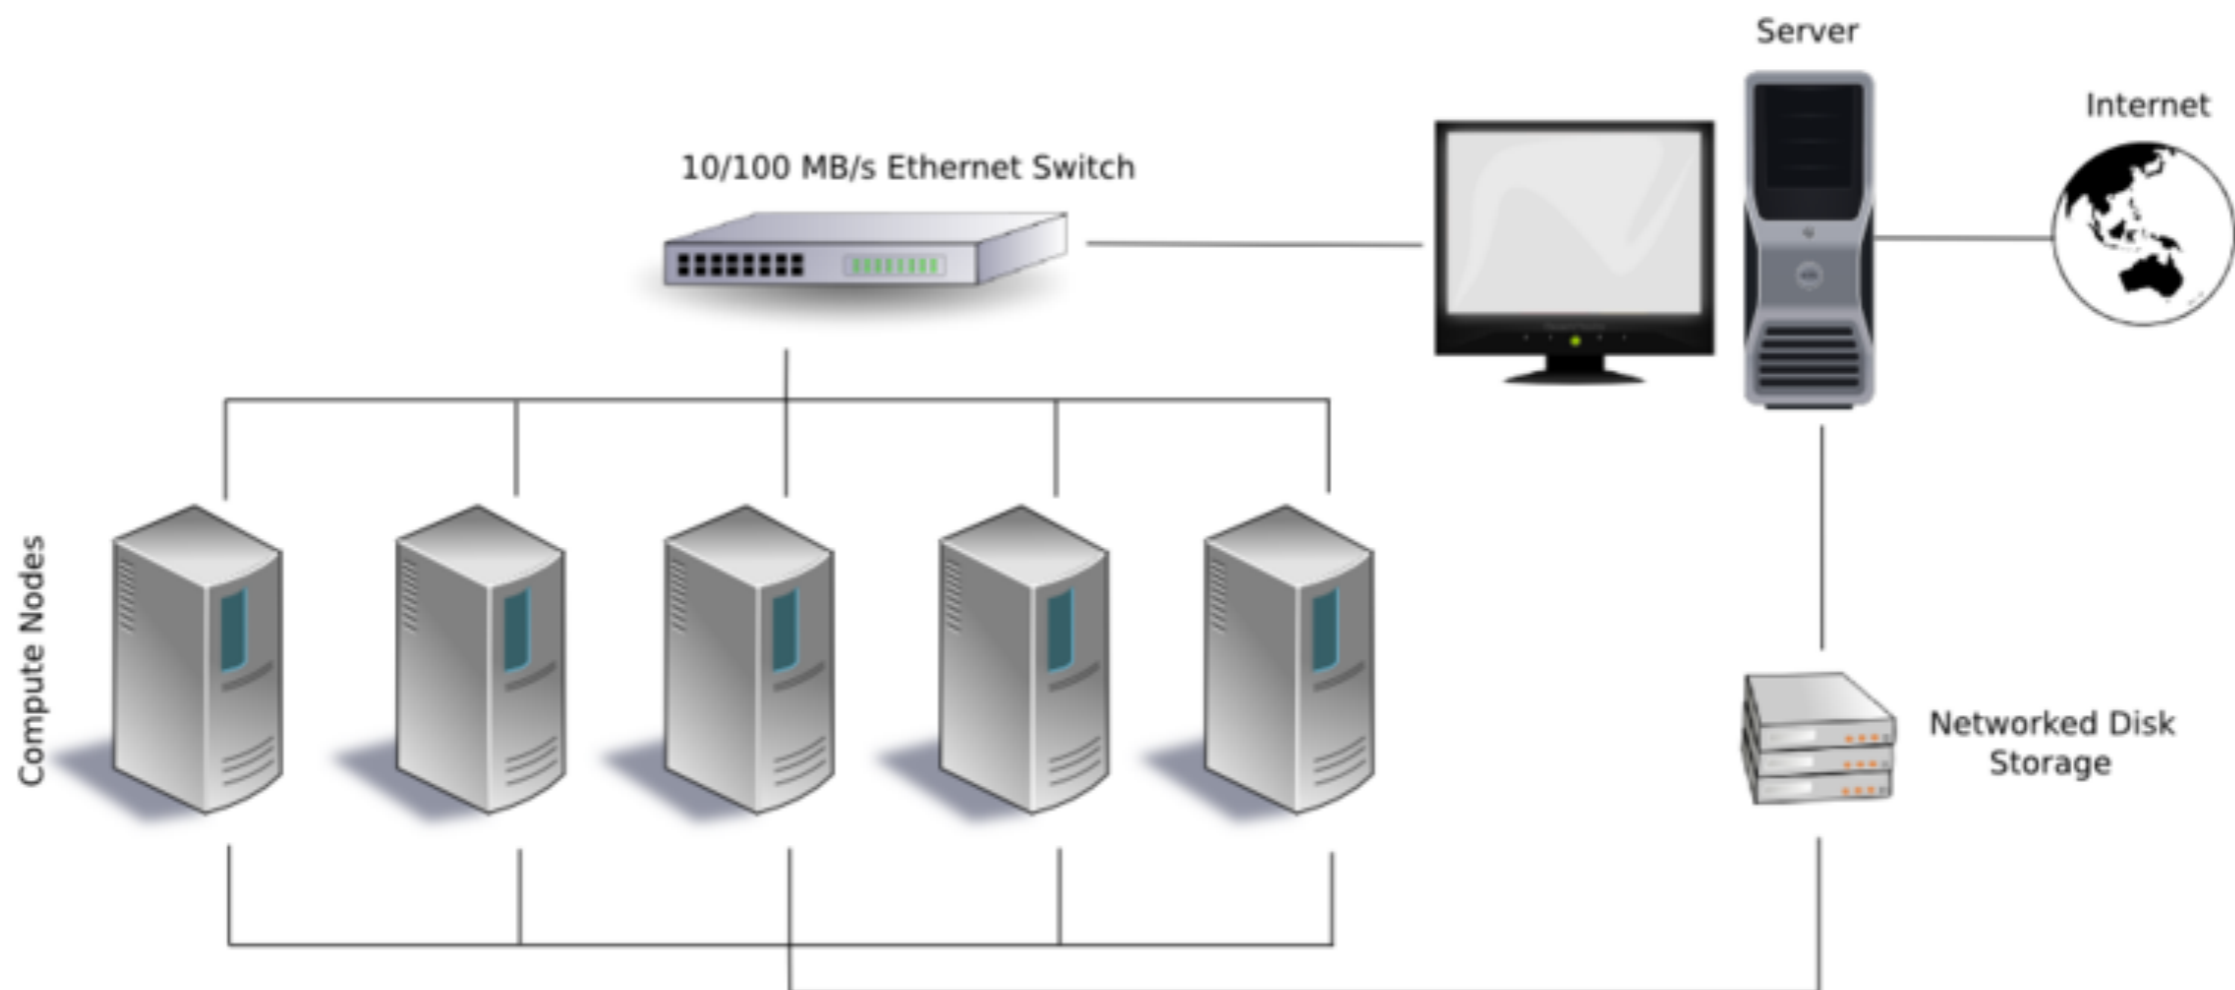 Server
Internet
10/100 MB/s Ethernet Switch
Compute Nodes
Networked Disk
Storage